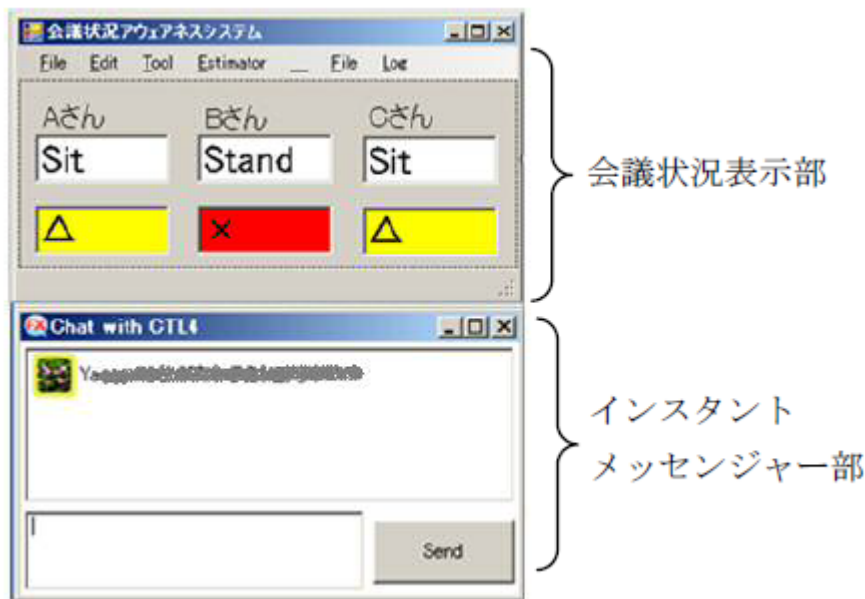 会議状況アウェアネスシステム
File Edit Tool Estimator __ File Log
Aさん Bさん Cさん
Sit Stand Sit
△ × △
会議状況表示部
Chat with CTL4
インスタント
メッセンジャー部
Send